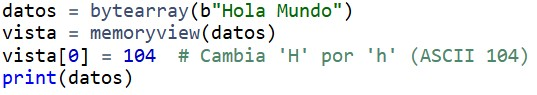 datos = bytearray(b"Hola Mundo")
vista = memoryview(datos)
vista[0] = 104  # Cambia 'H' por 'h' (ASCII 104)
print(datos)